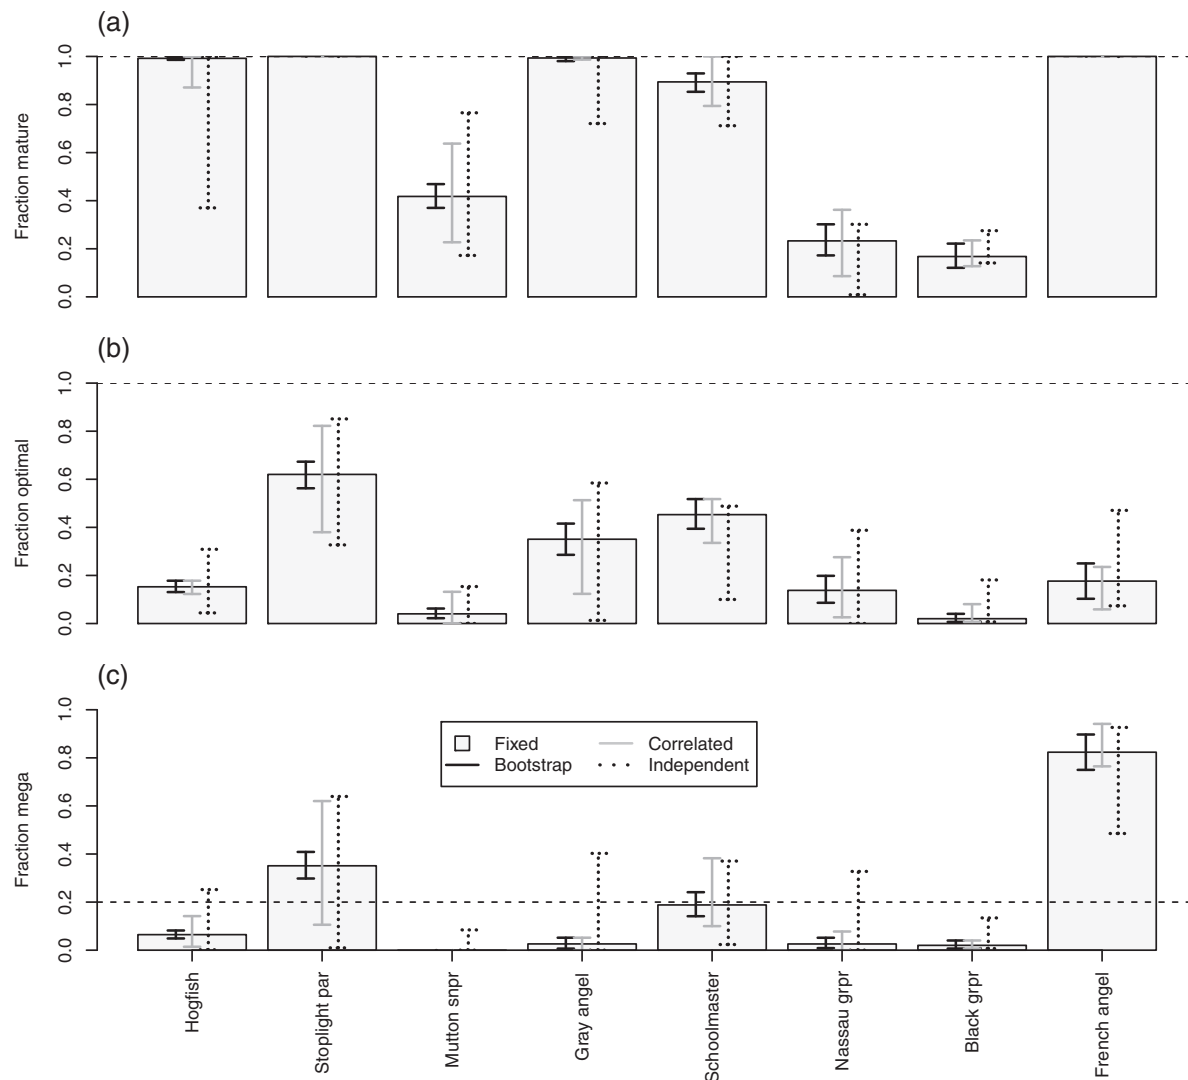 (a)
1.0
0.8
0.6
0.4
0.2
0.0
Fraction mature
(b)
1.0
0.8
0.6
0.4
0.2
0.0
Fraction optimal
(c)
1.0
0.8
0.6
0.4
0.2
0.0
Fraction mega
Fixed
Correlated
Bootstrap
Independent
Hogfish
Stoplight par
Mutton snpr
Gray angel
Schoolmaster
Nassau grpr
Black grpr
French angel